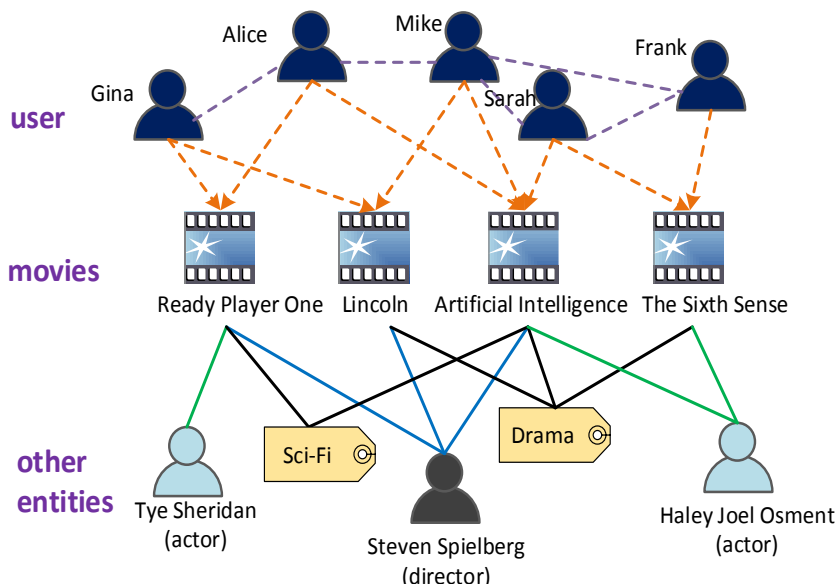 Alice
Mike
Frank
Gina
Sarah
user
movies
Ready Player One
Lincoln
Artificial Intelligence
The Sixth Sense
Sci-Fi
Drama
other
entities
Tye Sheridan
(actor)
Steven Spielberg
(director)
Haley Joel Osment
(actor)